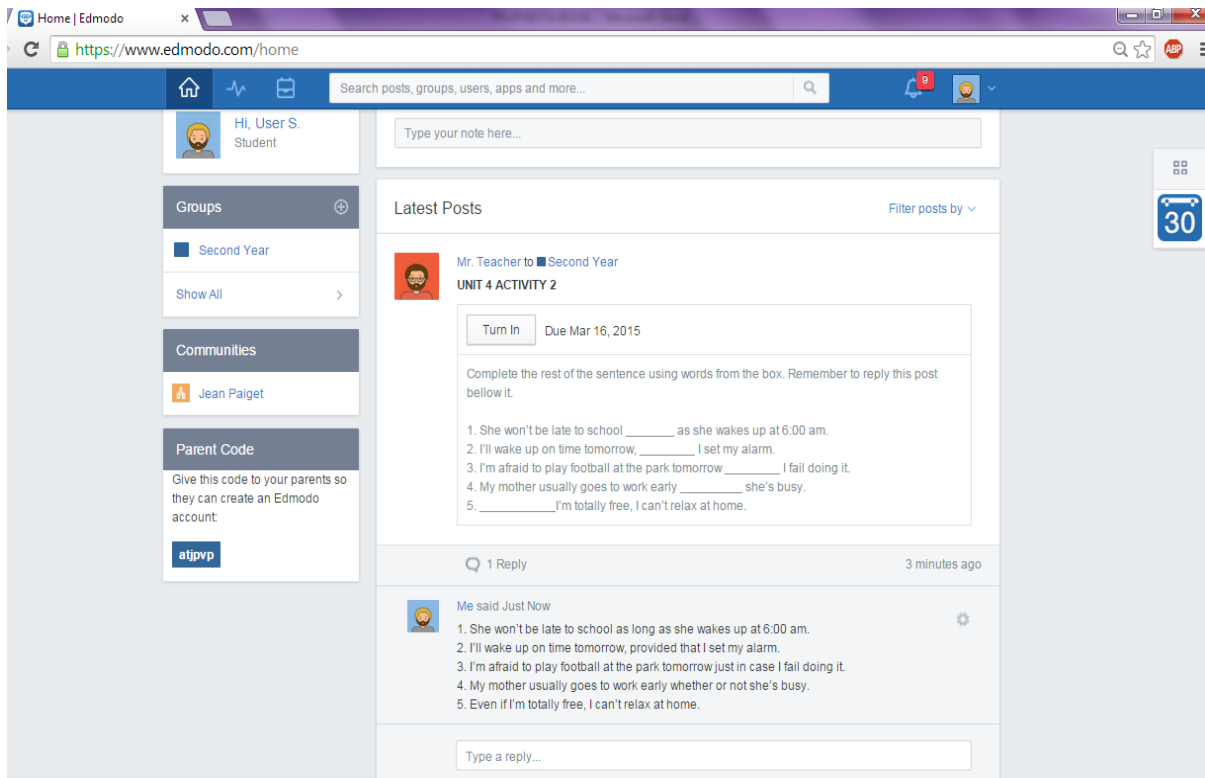 Home | Edmodo
https://www.edmodo.com/home
ABP
Search posts, groups, users, apps and more...
9
Hi, User S.
Student
Type your note here...
Groups
Second Year
Show All
Communities
Jean Paiget
Parent Code
Give this code to your parents so
they can create an Edmodo
account:
atjpvp
Latest Posts
Filter posts by
Mr. Teacher to Second Year
UNIT 4 ACTIVITY 2
Turn In Due Mar 16, 2015
Complete the rest of the sentence using words from the box. Remember to reply this post
bellow it.
1. She won't be late to school _______ as she wakes up at 6:00 am.
2. I'll wake up on time tomorrow, ________ I set my alarm.
3. I'm afraid to play football at the park tomorrow ________ I fail doing it.
4. My mother usually goes to work early _________ she's busy.
5. ___________I'm totally free, I can't relax at home.
1 Reply 3 minutes ago
Me said Just Now
1. She won't be late to school as long as she wakes up at 6:00 am.
2. I'll wake up on time tomorrow, provided that I set my alarm.
3. I'm afraid to play football at the park tomorrow just in case I fail doing it.
4. My mother usually goes to work early whether or not she's busy.
5. Even if I'm totally free, I can't relax at home.
Type a reply...
30